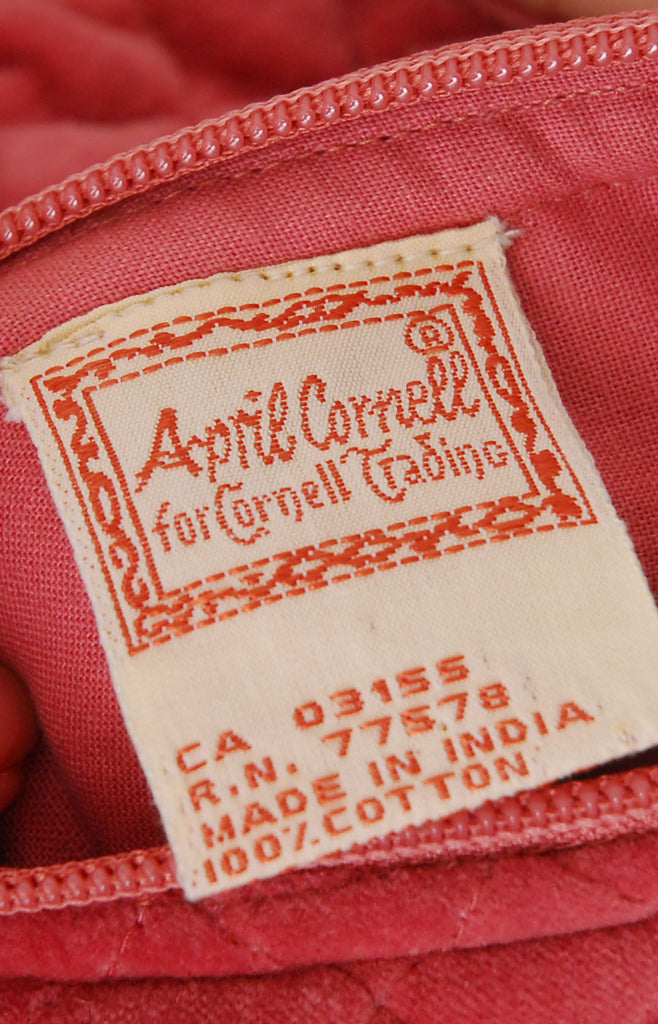 ®
April Cornell
for Cornell Trading
CA 03155
R.N. 77578
MADE IN INDIA
100% COTTON